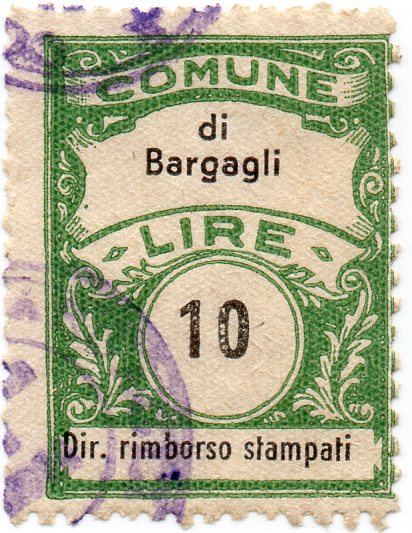 COMUNE
di
Bargagli
LIRE
10
Dir. rimborso stampati